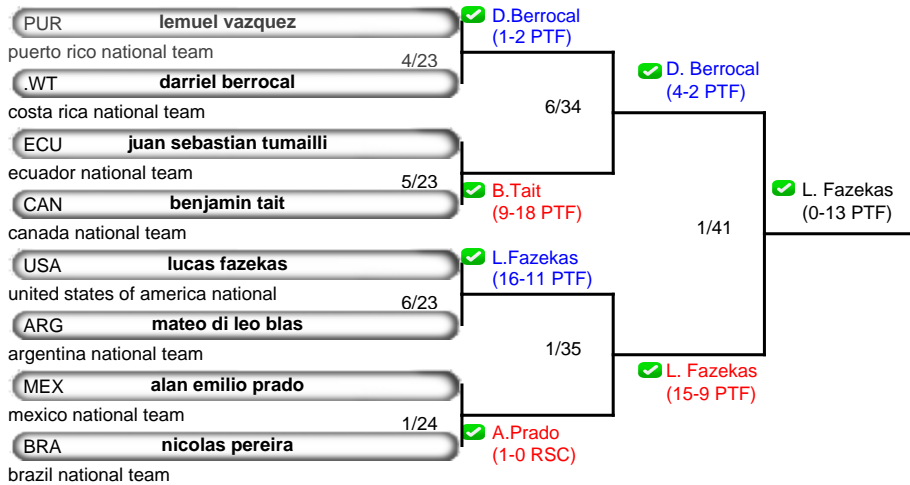 PUR lemuel vazquez
puerto rico national team
4/23
.WT darriel berrocal
costa rica national team
D.Berrocal
(1-2 PTF)
ECU juan sebastian tumailli
ecuador national team
5/23
CAN benjamin tait
canada national team
B.Tait
(9-18 PTF)
6/34
D. Berrocal
(4-2 PTF)
USA lucas fazekas
united states of america national
6/23
ARG mateo di leo blas
argentina national team
L.Fazekas
(16-11 PTF)
MEX alan emilio prado
mexico national team
1/24
BRA nicolas pereira
brazil national team
A.Prado
(1-0 RSC)
1/35
L. Fazekas
(15-9 PTF)
1/41
L. Fazekas
(0-13 PTF)